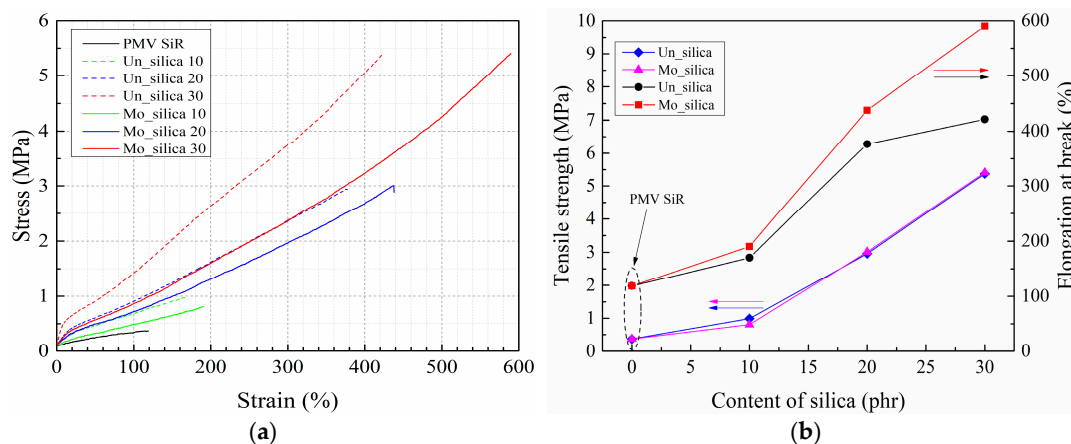 6
5
4
3
2
1
0
0
100
200
300
400
500
600
Stress (MPa)
Strain (%)
PMV SiR
Un_silica 10
Un_silica 20
Un_silica 30
Mo_silica 10
Mo_silica 20
Mo_silica 30
(a)
10
9
8
7
6
5
4
3
2
1
0
0
5
10
15
20
25
30
600
500
400
300
200
100
0
Tensile strength (MPa)
Elongation at break (%)
Content of silica (phr)
Un_silica
Mo_silica
Un_silica
Mo_silica
PMV SiR
(b)